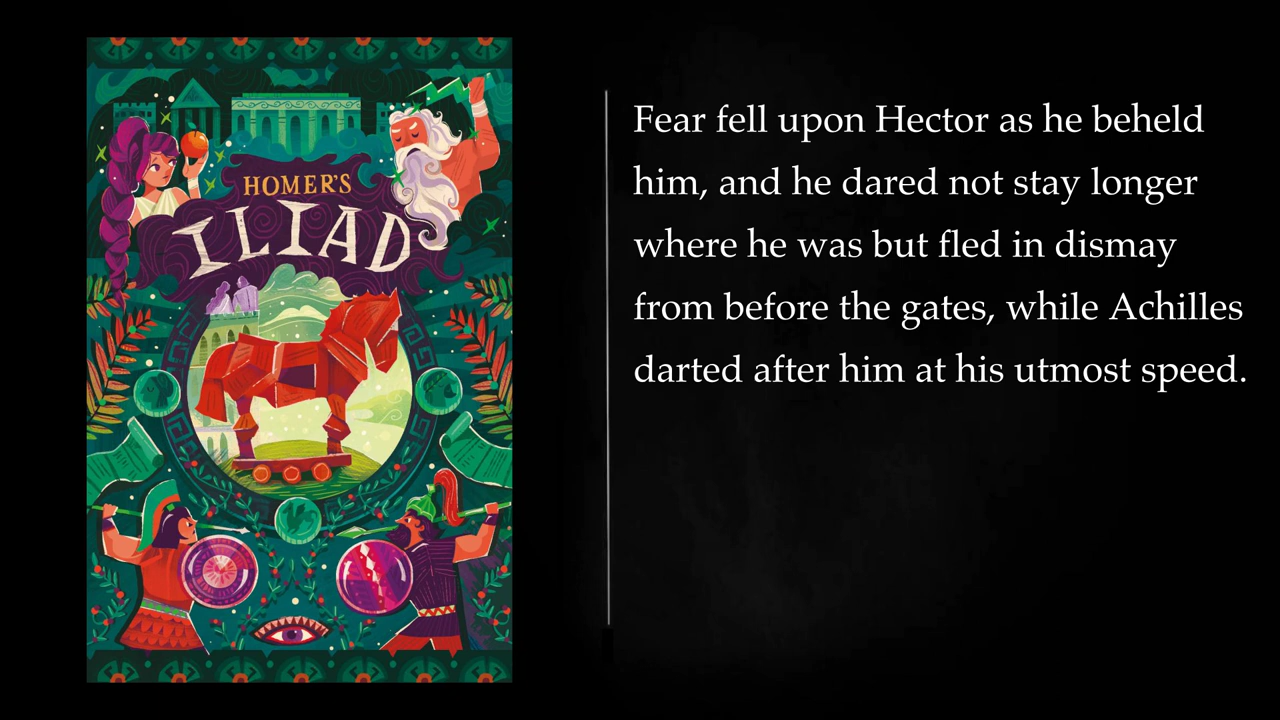 HOMER'S
ILIAD
Fear fell upon Hector as he beheld
him, and he dared not stay longer
where he was but fled in dismay
from before the gates, while Achilles
darted after him at his utmost speed.